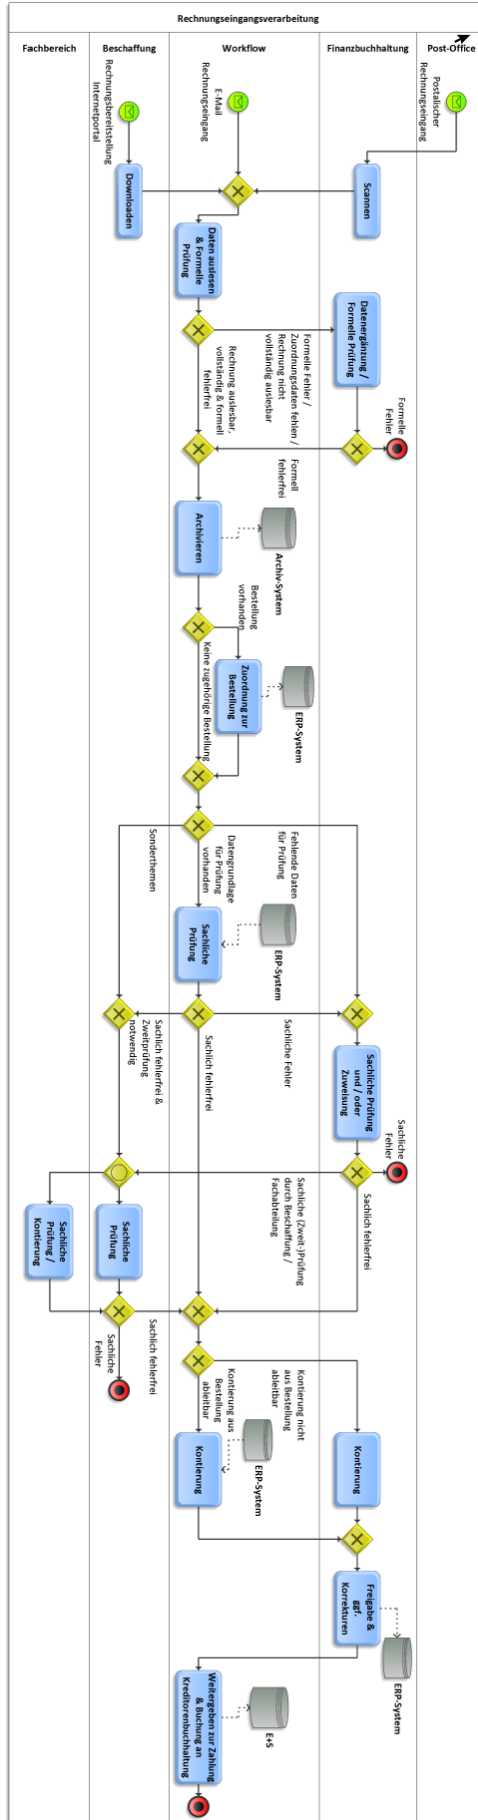 Rechnungseingangsverarbeitung
Fachbereich
Beschaffung
Workflow
Finanzbuchhaltung
Post-Office
Rechnungsbereitstellung
Internetportal
E-Mail
Rechnungseingang
Postalischer
Rechnungseingang
Downloaden
Scannen
Daten auslesen
& Formelle
Prüfung
Formelle Fehler /
Zuordnungsdaten fehlen /
Rechnung nicht
vollständig auslesbar
Rechnung auslesbar,
vollständig & formell
fehlerfrei
Datenergänzung /
Formelle Prüfung
Formelle
Fehler
Formell
fehlerfrei
Archivieren
Archiv-System
Bestellung
vorhanden
Keine zugehörige Bestellung
Zuordnung zur
Bestellung
ERP-System
Sonderthemen
Datengrundlage
für Prüfung
vorhanden
Fehlende Daten
für Prüfung
Sachliche
Prüfung
ERP-System
Sachlich fehlerfrei &
Zweitprüfung
notwendig
Sachlich fehlerfrei
Sachliche Fehler
Sachliche Prüfung
und / oder
Zuweisung
Sachliche
Fehler
Sachlich fehlerfrei
Sachliche (Zweit-)Prüfung
durch Beschaffung /
Fachabteilung
Sachliche
Prüfung /
Kontierung
Sachliche
Prüfung
Sachliche
Fehler
Sachlich fehlerfrei
Kontierung aus
Bestellung
ableitbar
Kontierung nicht
aus Bestellung
ableitbar
Kontierung
ERP-System
Kontierung
Freigabe &
ggf.
Korrekturen
ERP-System
Weitergeben zur Zahlung
& Buchung an
Kreditorenbuchhaltung
E+S